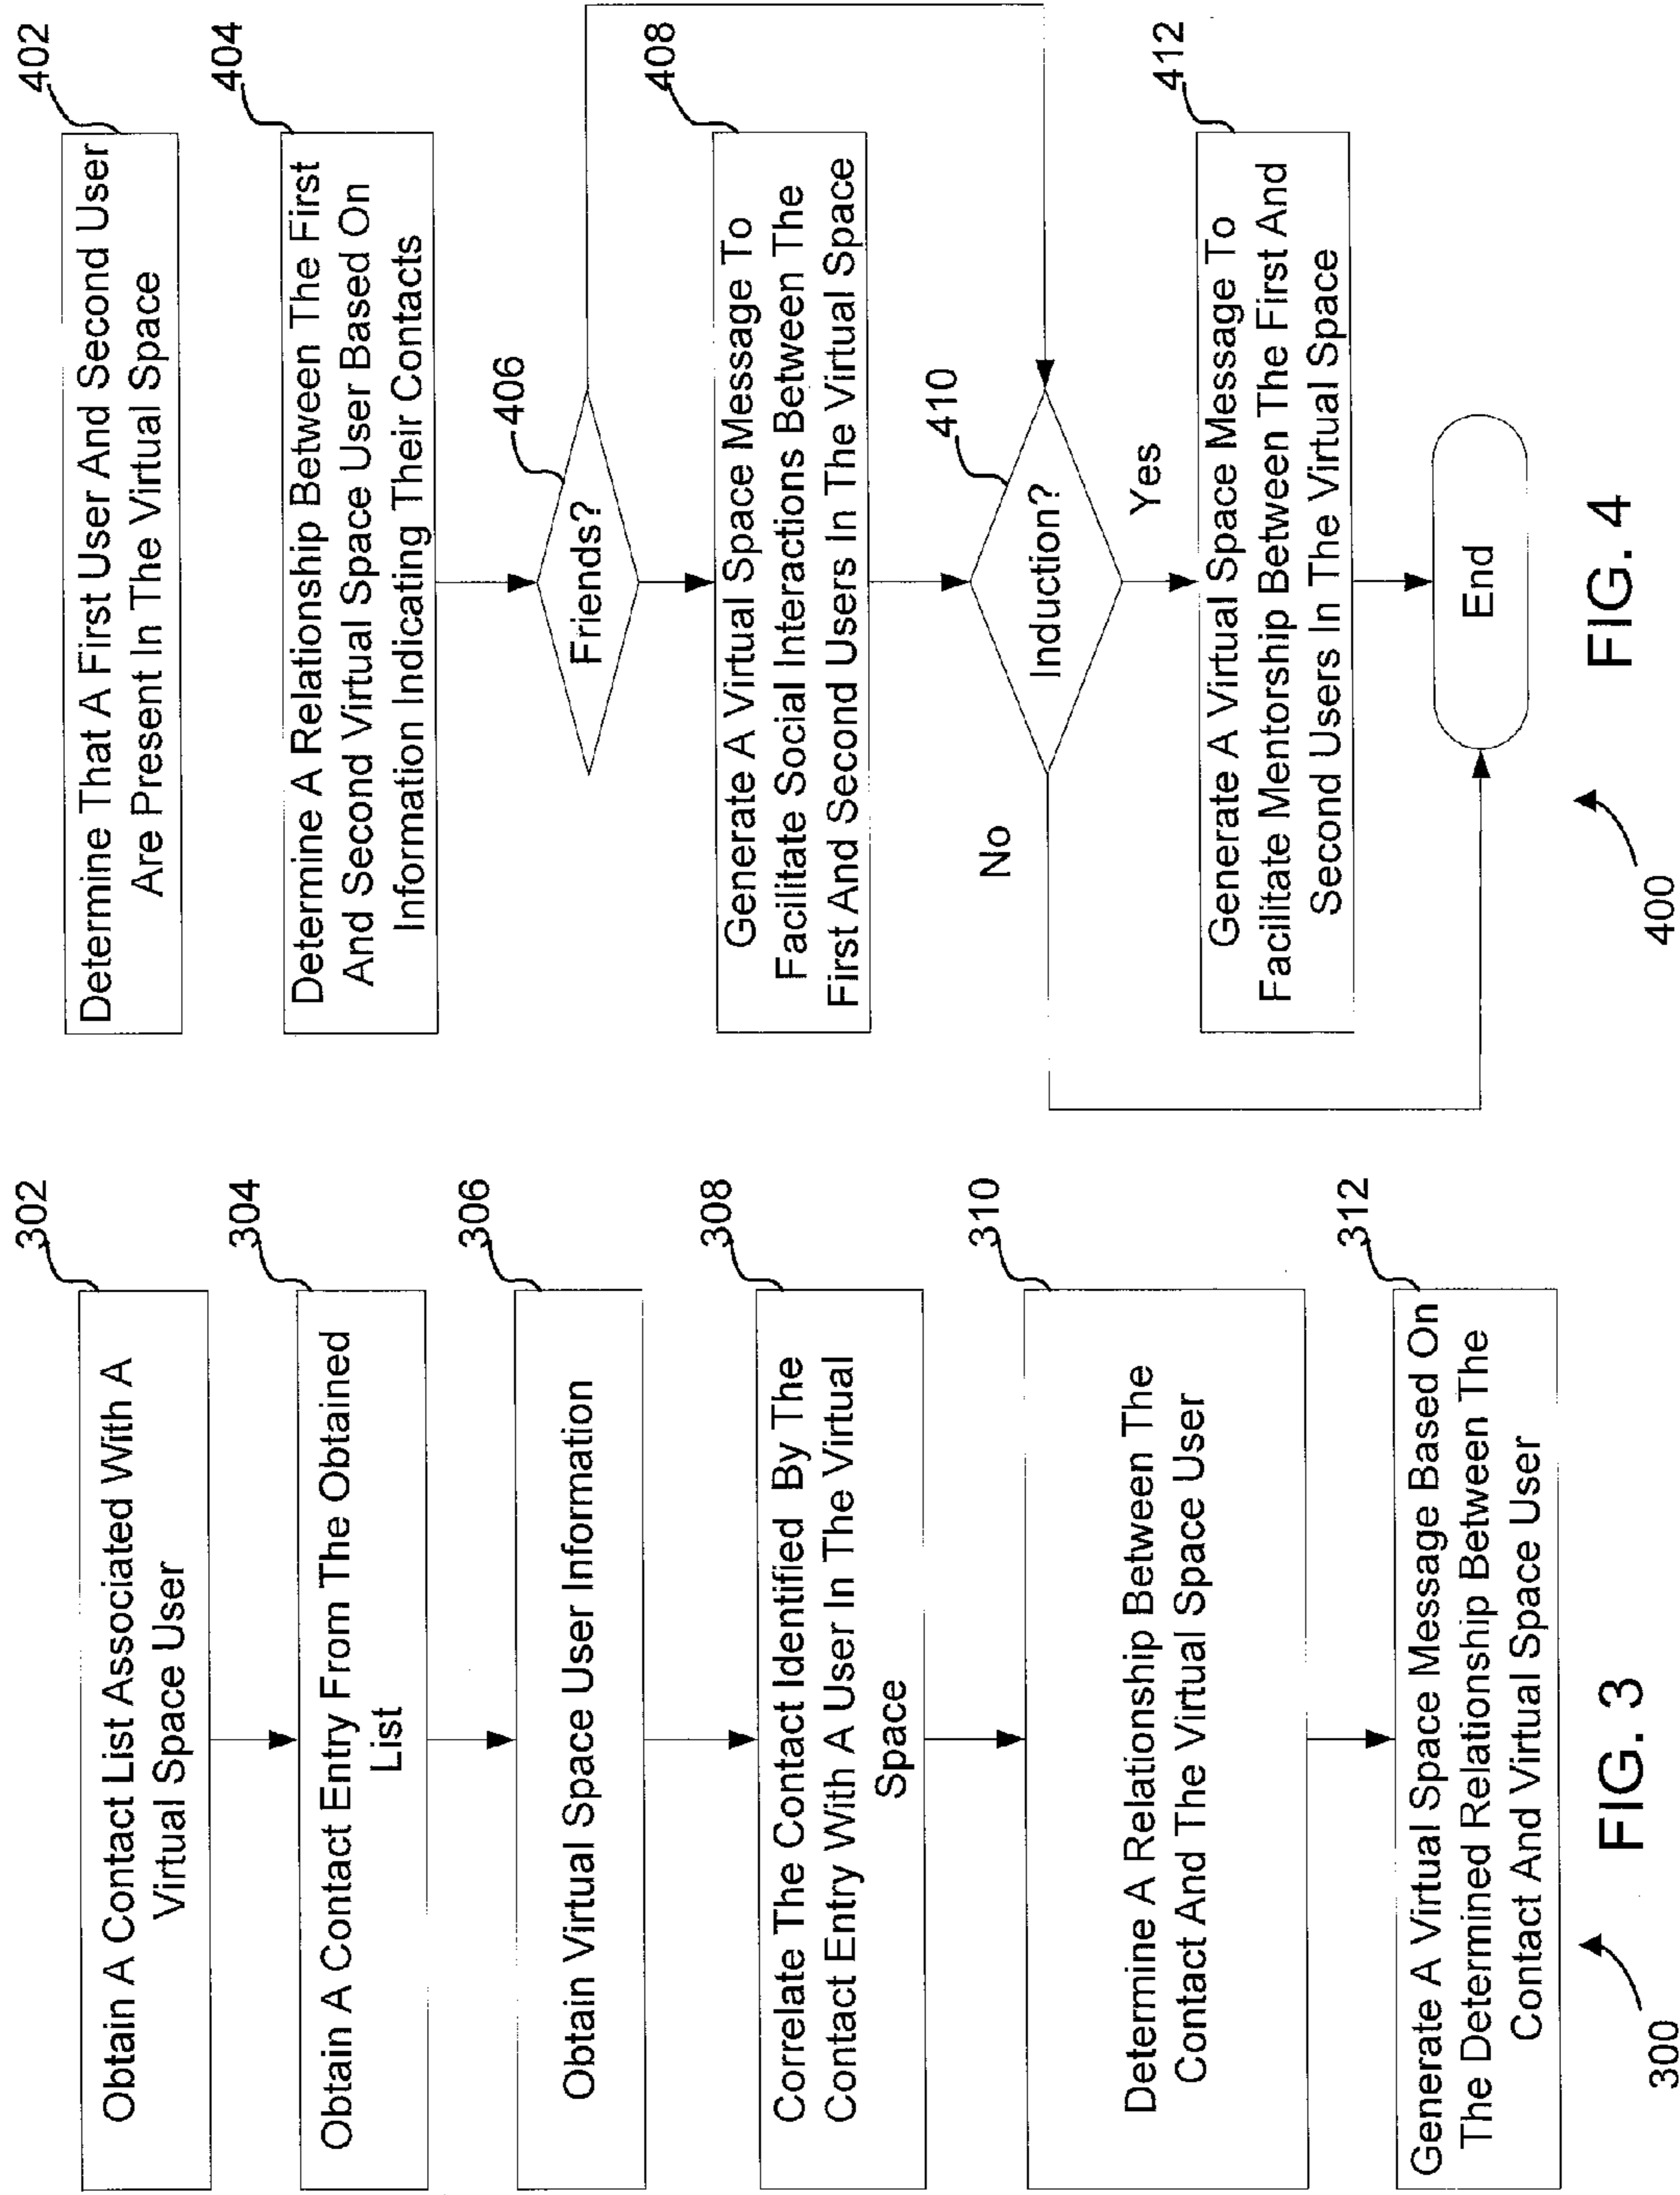 302
Obtain A Contact List Associated With A
Virtual Space User
304
Obtain A Contact Entry From The Obtained
List
306
Obtain Virtual Space User Information
308
Correlate The Contact Identified By The
Contact Entry With A User In The Virtual
Space
310
Determine A Relationship Between The
Contact And The Virtual Space User
312
Generate A Virtual Space Message Based On
The Determined Relationship Between The
Contact And Virtual Space User
300
FIG. 3
402
Determine That A First User And Second User
Are Present In The Virtual Space
404
Determine A Relationship Between The First
And Second Virtual Space User Based On
Information Indicating Their Contacts
406
Friends?
408
Generate A Virtual Space Message To
Facilitate Social Interactions Between The
First And Second Users In The Virtual Space
410
Induction?
No
Yes
412
Generate A Virtual Space Message To
Facilitate Mentorship Between The First And
Second Users In The Virtual Space
End
400
FIG. 4